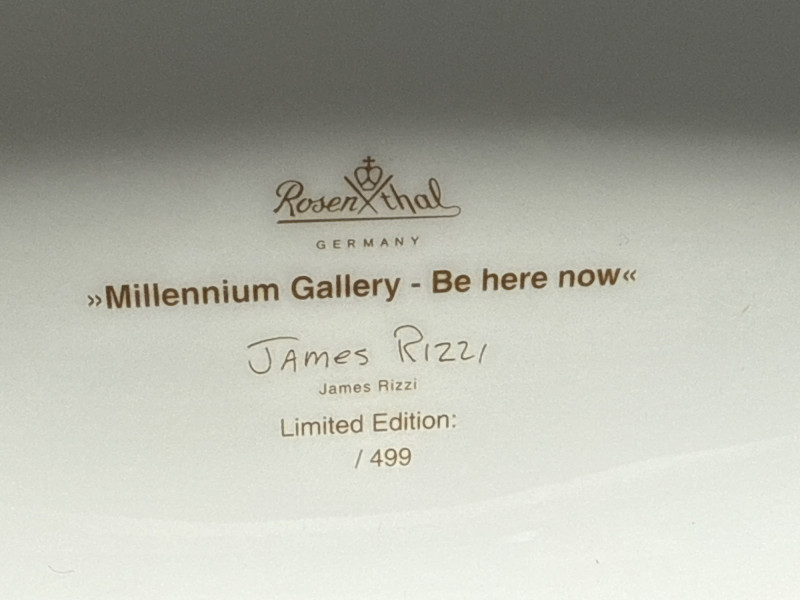 Rosenthal
GERMANY
»Millennium Gallery - Be here now«
James Rizzi
James Rizzi
Limited Edition:
/ 499